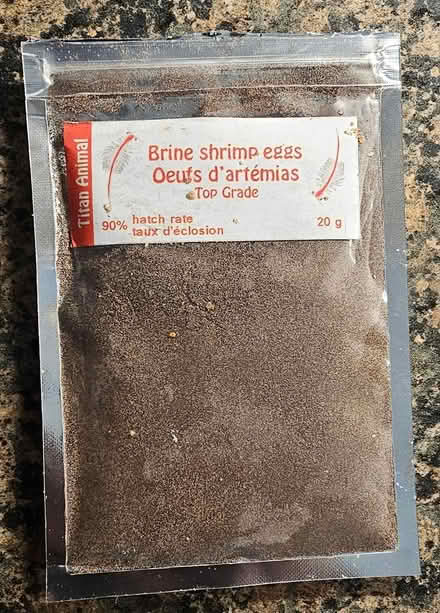 Titan Animal
Brine shrimp eggs
Oeufs d'artémias
Top Grade
90% hatch rate
taux d'éclosion
20 g